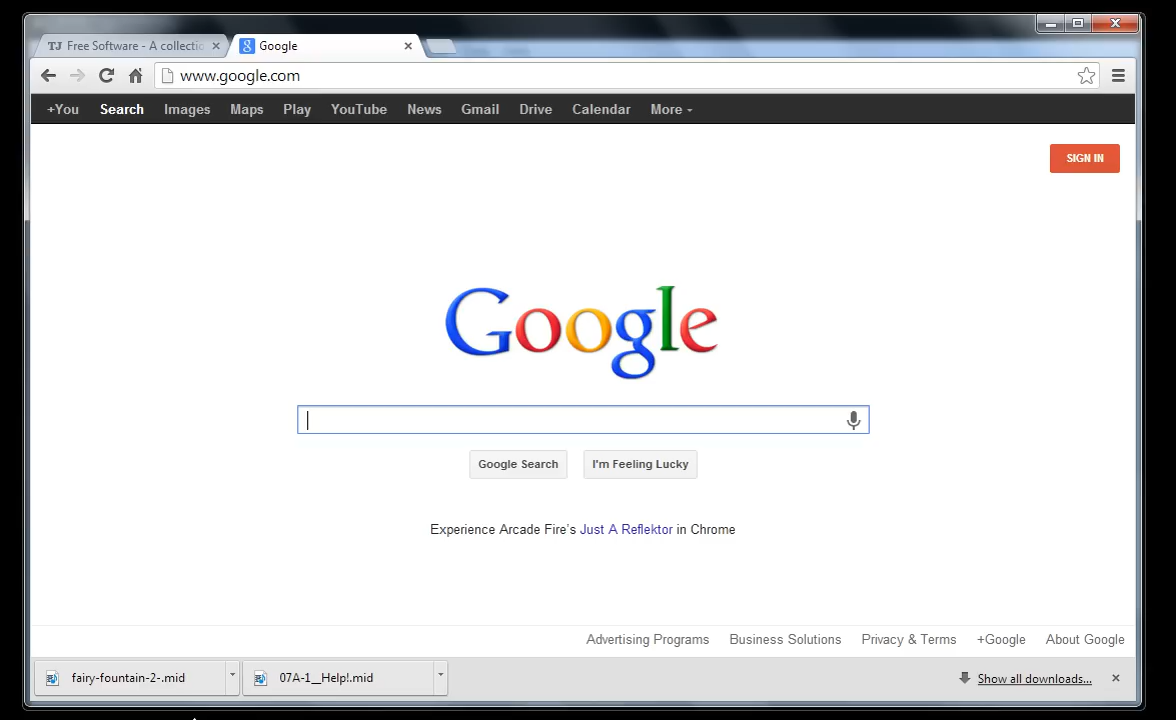 TJ Free Software - A collectio
Google
www.google.com
+You Search Images Maps Play YouTube News Gmail Drive Calendar More
SIGN IN
Google
Google Search I'm Feeling Lucky
Experience Arcade Fire's Just A Reflektor in Chrome
Advertising Programs Business Solutions Privacy & Terms +Google About Google
fairy-fountain-2-.mid 07A-1__Help!.mid Show all downloads...